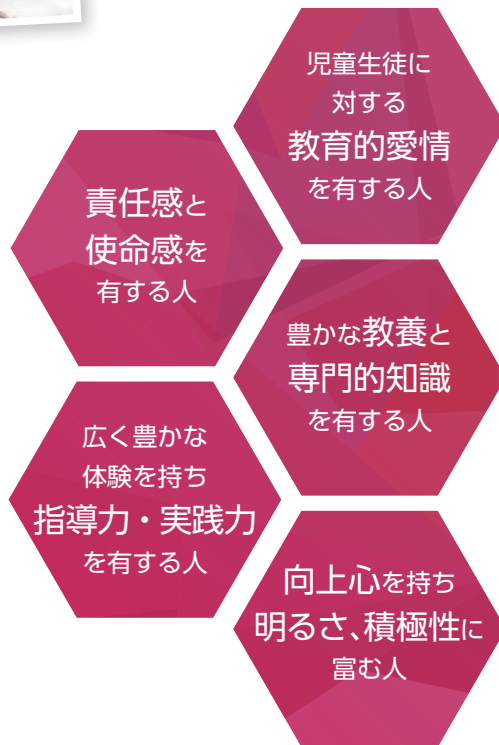 児童生徒に
対する
教育的愛情
を有する人
責任感と
使命感を
有する人
豊かな教養と
専門的知識
を有する人
広く豊かな
体験を持ち
指導力・実践力
を有する人
向上心を持ち
明るさ、積極性に
富む人